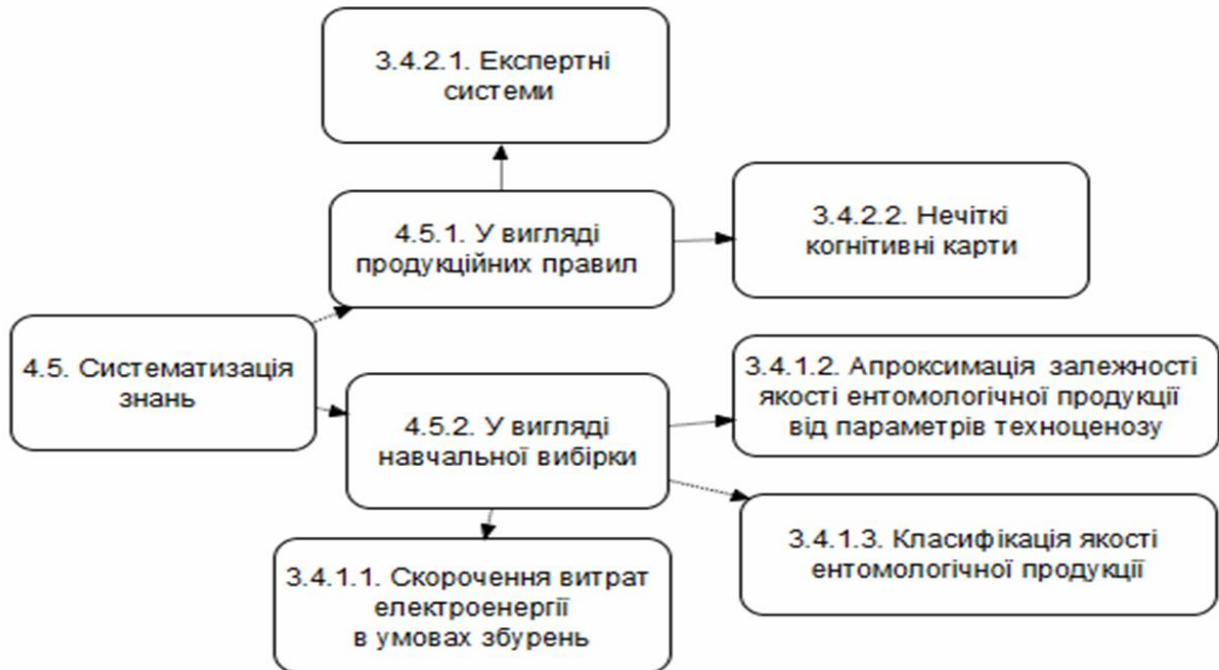 3.4.2.1. Експертні
системи
4.5.1. У вигляді
продукційних правил
3.4.2.2. Нечіткі
когнітивні карти
4.5. Систематизація
знань
4.5.2. У вигляді
навчальної вибірки
3.4.1.2. Апроксимація залежності
якості ентомологічної продукції
від параметрів техноценозу
3.4.1.3. Класифікація якості
ентомологічної продукції
3.4.1.1. Скорочення витрат
електроенергії
в умовах збурень